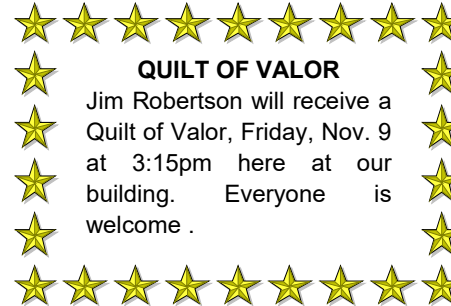 QUILT OF VALOR
Jim Robertson will receive a
Quilt of Valor, Friday, Nov. 9
at 3:15pm here at our
building. Everyone is
welcome .